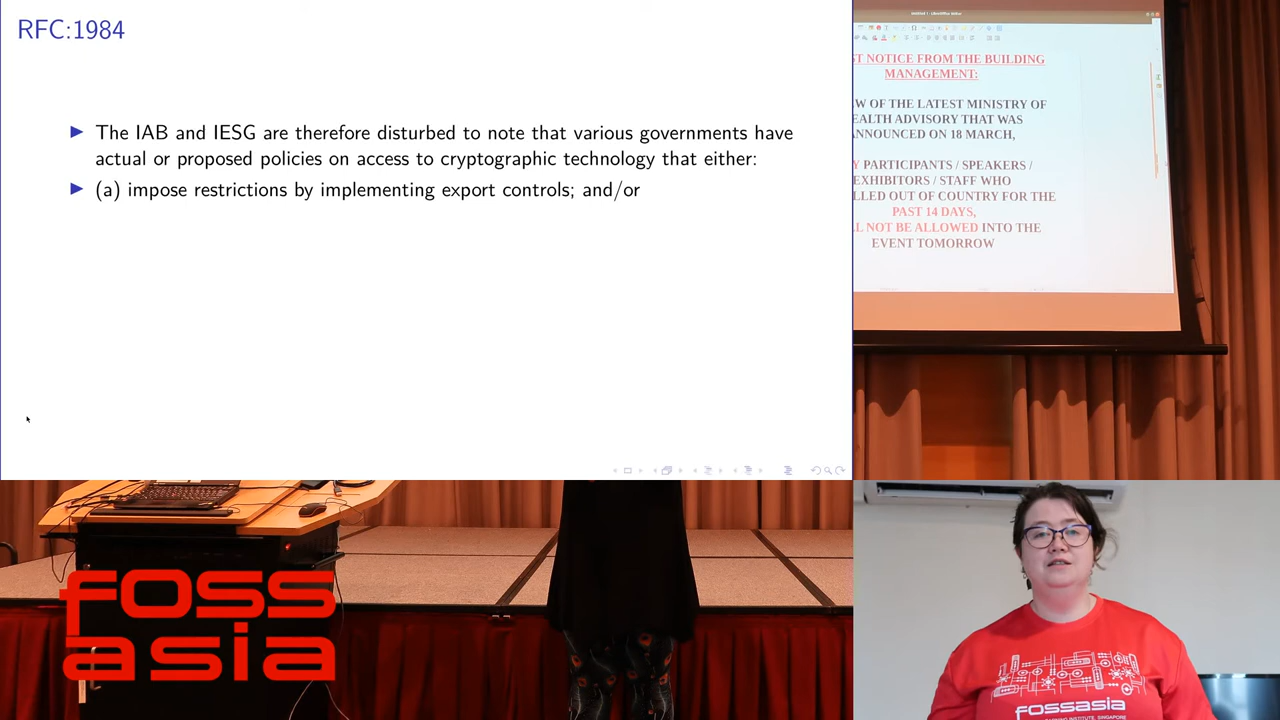 RFC:1984
The IAB and IESG are therefore disturbed to note that various governments have
actual or proposed policies on access to cryptographic technology that either:
(a) impose restrictions by implementing export controls; and/or
NOTICE FROM THE BUILDING
MANAGEMENT:
OF THE LATEST MINISTRY OF
ADVISORY THAT WAS
ON 18 MARCH,
PARTICIPANTS / SPEAKERS /
/ STAFF WHO
OUT OF COUNTRY FOR THE
PAST 14 DAYS,
NOT BE ALLOWED INTO THE
EVENT TOMORROW
foss
asia
fossasia
INSTITUTE, SINGAPORE